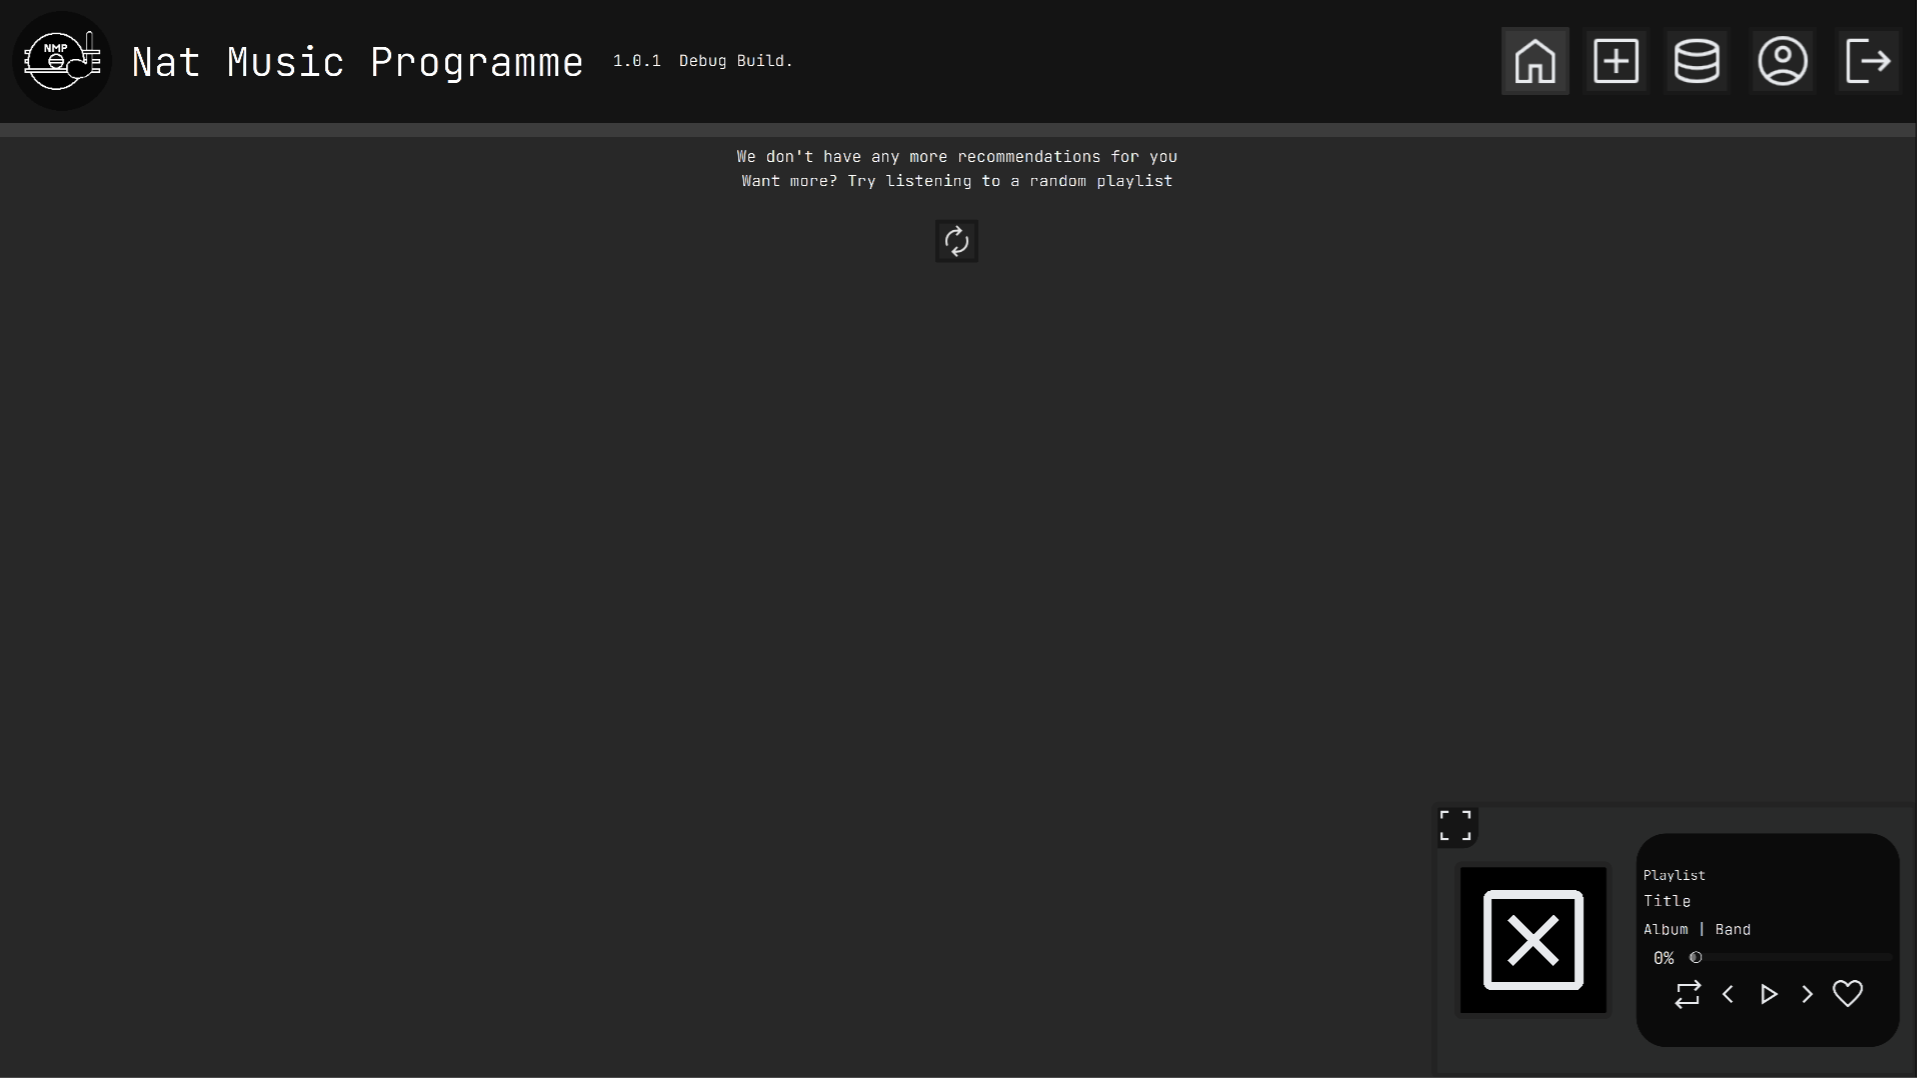 NMP
Nat Music Programme
1.0.1 Debug Build.
We don't have any more recommendations for you
Want more? Try listening to a random playlist
Playlist
Title
Album | Band
0%